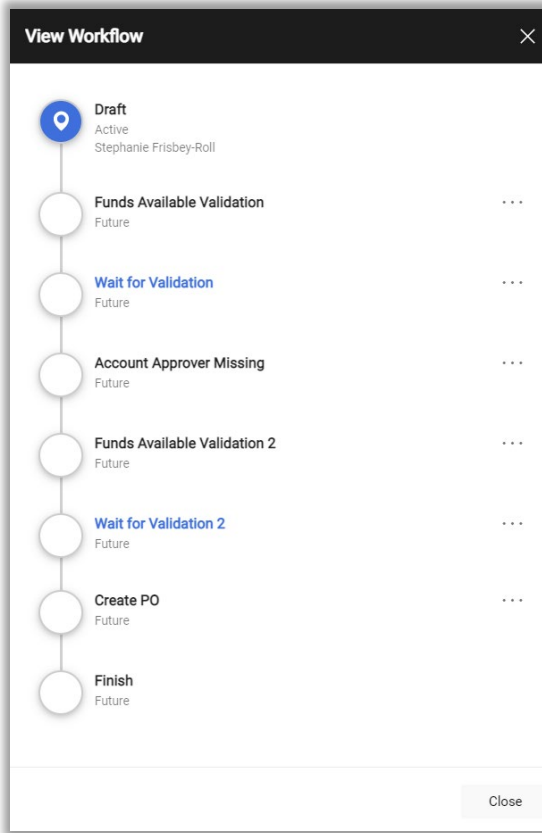 View Workflow
Draft
Active
Stephanie Frisbey-Roll
Funds Available Validation
...
Future
Wait for Validation
...
Future
Account Approver Missing
...
Future
Funds Available Validation 2
...
Future
Wait for Validation 2
...
Future
Create PO
...
Future
Finish
Future
Close